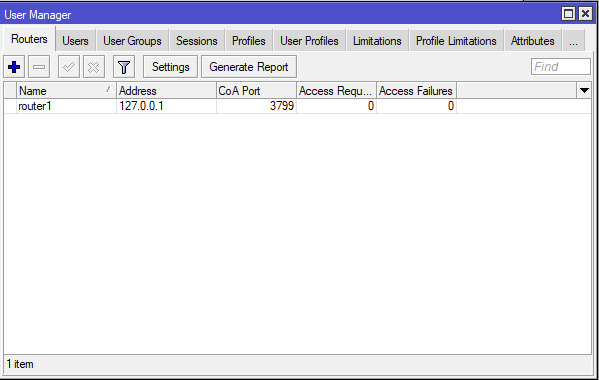 User Manager
Routers Users User Groups Sessions Profiles User Profiles Limitations Profile Limitations Attributes ...
Settings Generate Report Find
Name Address CoA Port Access Requ... Access Failures
router1 127.0.0.1 3799 0 0
1 item